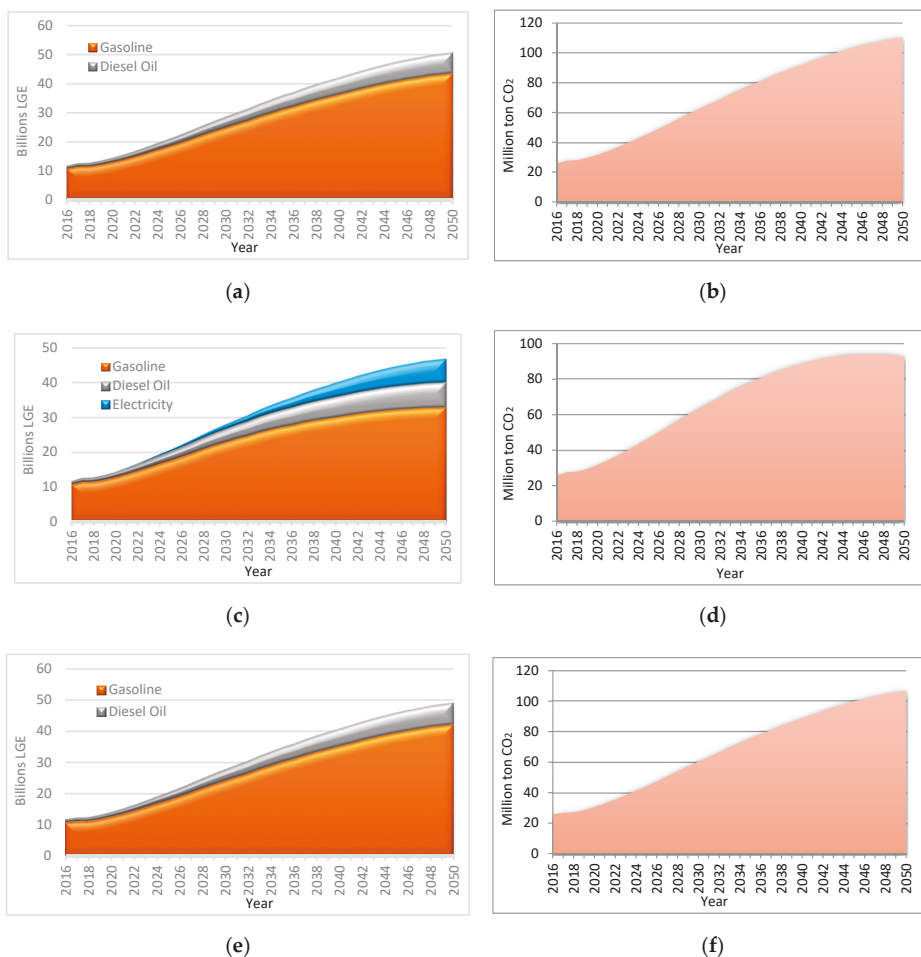 60
50
40
30
20
10
0
Billions LGE
Gasoline
Diesel Oil
2016 2018 2020 2022 2024 2026 2028 2030 2032 2034 2036 2038 2040 2042 2044 2046 2048 2050
Year
(a)
120
100
80
60
40
20
0
Million ton CO₂
2016 2018 2020 2022 2024 2026 2028 2030 2032 2034 2036 2038 2040 2042 2044 2046 2048 2050
Year
(b)
50
40
30
20
10
0
Billions LGE
Gasoline
Diesel Oil
Electricity
2016 2018 2020 2022 2024 2026 2028 2030 2032 2034 2036 2038 2040 2042 2044 2046 2048 2050
Year
(c)
100
80
60
40
20
0
Million ton CO₂
2016 2018 2020 2022 2024 2026 2028 2030 2032 2034 2036 2038 2040 2042 2044 2046 2048 2050
Year
(d)
60
50
40
30
20
10
0
Billions LGE
Gasoline
Diesel Oil
2016 2018 2020 2022 2024 2026 2028 2030 2032 2034 2036 2038 2040 2042 2044 2046 2048 2050
Year
(e)
120
100
80
60
40
20
0
Million ton CO₂
2016 2018 2020 2022 2024 2026 2028 2030 2032 2034 2036 2038 2040 2042 2044 2046 2048 2050
Year
(f)